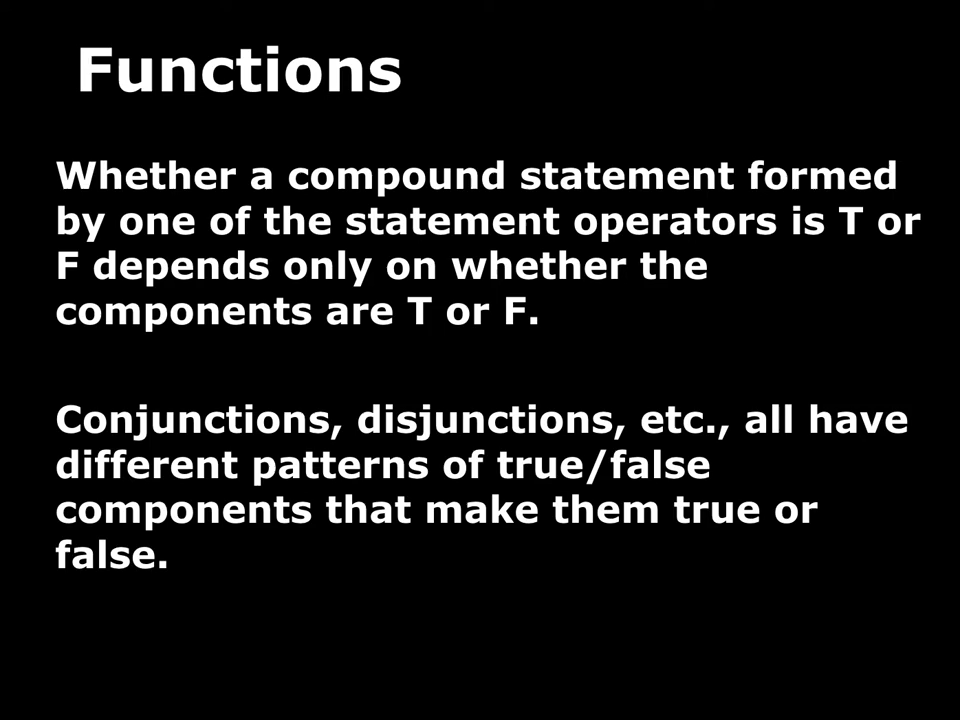 Functions
Whether a compound statement formed
by one of the statement operators is T or
F depends only on whether the
components are T or F.
Conjunctions, disjunctions, etc., all have
different patterns of true/false
components that make them true or
false.